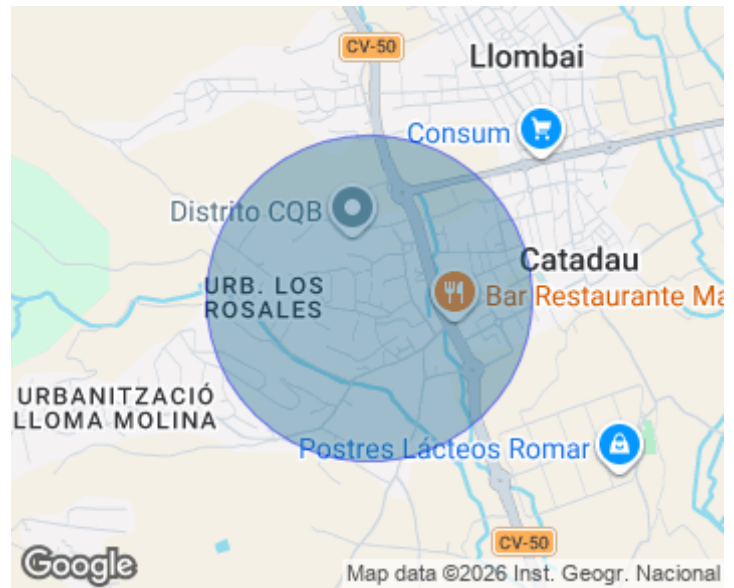 CV-50
Llombai
Consum
Distrito CQB
Catadau
URB. LOS
ROSALES
Bar Restaurante Ma
URBANITZACIÓ
LLOMA MOLINA
Postres Lácteos Romar
CV-50
Google
Map data ©2026 Inst. Geogr. Nacional